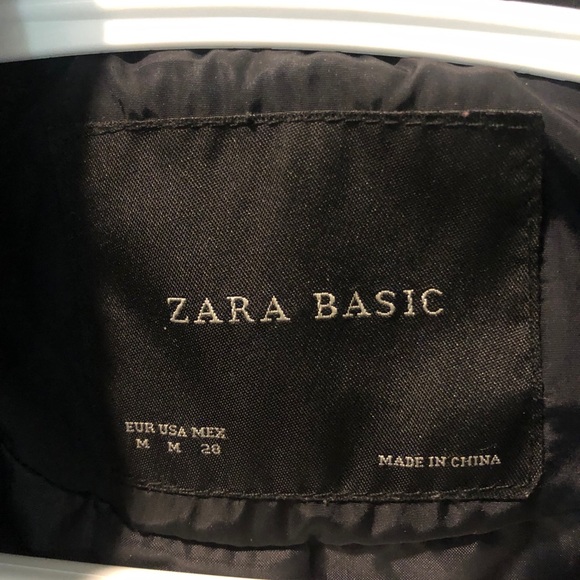 ZARA BASIC
EUR USA MEX
M M 28
MADE IN CHINA